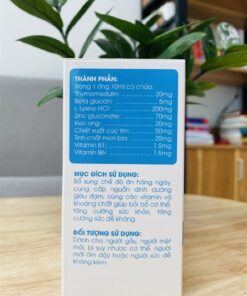 THÀNH PHẦN:
Trong 1 ống 10ml có chứa:
Thymomodulin: 20mg
Beta glucan: 5mg
L-Lysine HCl: 200mg
Zinc gluconate: 70mg
Keo ong: 20mg
Chiết xuất cúc tím: 50mg
Tinh chất mầm bia: 20mg
Vitamin B1: 1.5mg
Vitamin B6: 1.5mg
MỤC ĐÍCH SỬ DỤNG:
Bổ sung chế độ ăn hàng ngày,
cung cấp nguồn dinh dưỡng
giàu đạm, cùng các vitamin và
khoáng chất giúp bồi bổ cơ thể,
tăng cường sức khỏe, tăng
cường sức đề kháng.
ĐỐI TƯỢNG SỬ DỤNG:
Dành cho người gầy, người mệt
mỏi, bị suy nhược cơ thể, người
mới ốm dậy hoặc người sức đề
kháng kém.